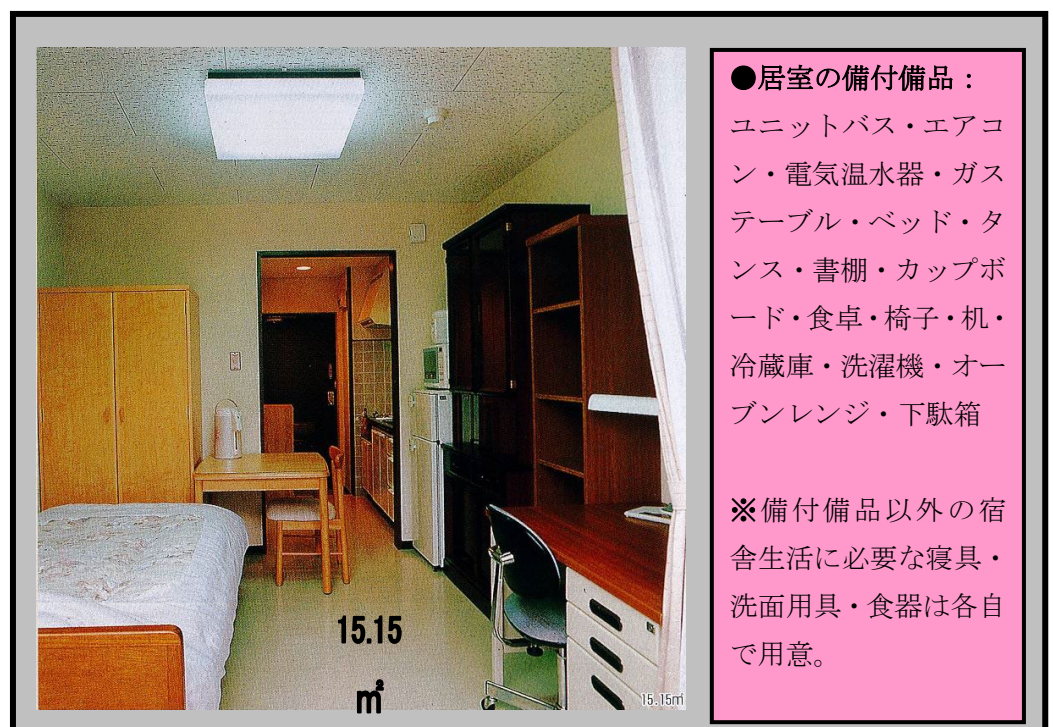 ●居室の備付備品：
ユニットバス・エアコ
ン・電気温水器・ガス
テーブル・ベッド・タ
ンス・書棚・カップボ
ード・食卓・椅子・机・
冷蔵庫・洗濯機・オー
ブンレンジ・下駄箱
※備付備品以外の宿
舎生活に必要な寝具・
洗面用具・食器は各自
で用意。
15.15
㎡
15.15㎡